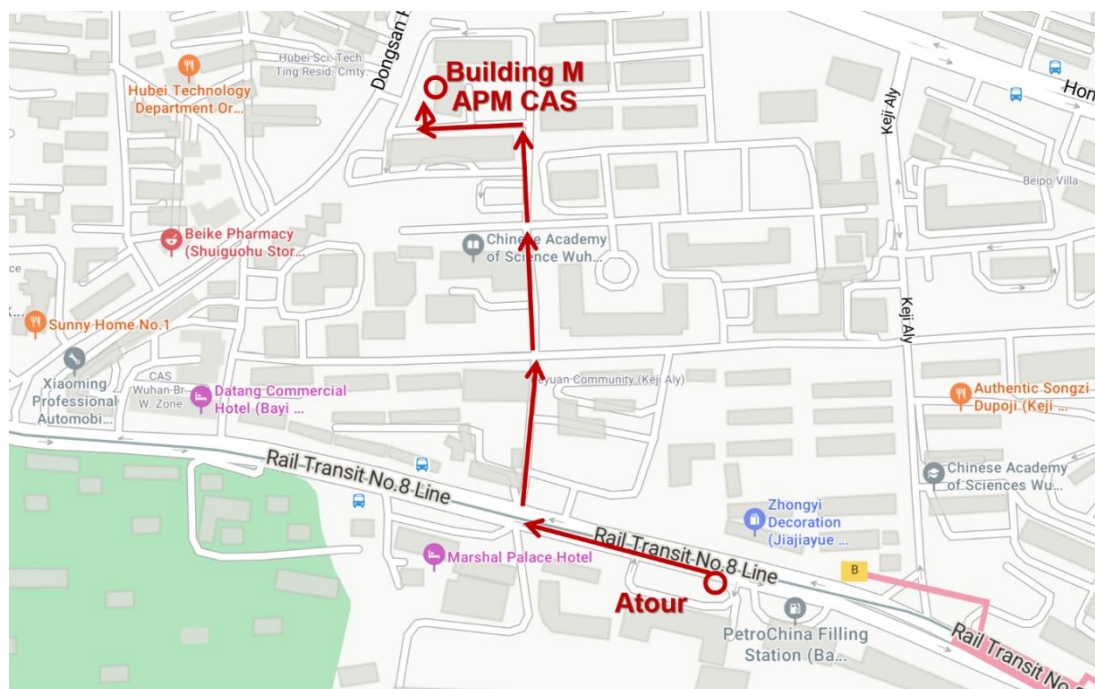 Hubei Sci. Tech.
Ting Resid. Cmty.
Hubei Technology
Department Or...
Building M
APM CAS
Keji Aly
Beipo Villa
Beike Pharmacy
(Shuiguohu Stor...
Chinese Academy
of Science Wuh...
Sunny Home No.1
Keji Aly
Xiaoming
Professional
Automobi...
CAS
Wuhan Br.
W. Zone
Datang Commercial
Hotel (Bayi ...
Community (Keji Aly)
Authentic Songzi
Dupoji (Keji ...
Rail Transit No.8 Line
Chinese Academy
of Sciences Wu...
Zhongyi
Decoration
(Jiajiayue ...
Rail Transit No.8 Line
Marshal Palace Hotel
B
Atour
PetroChina Filling
Station (Ba...
Rail Transit No.8